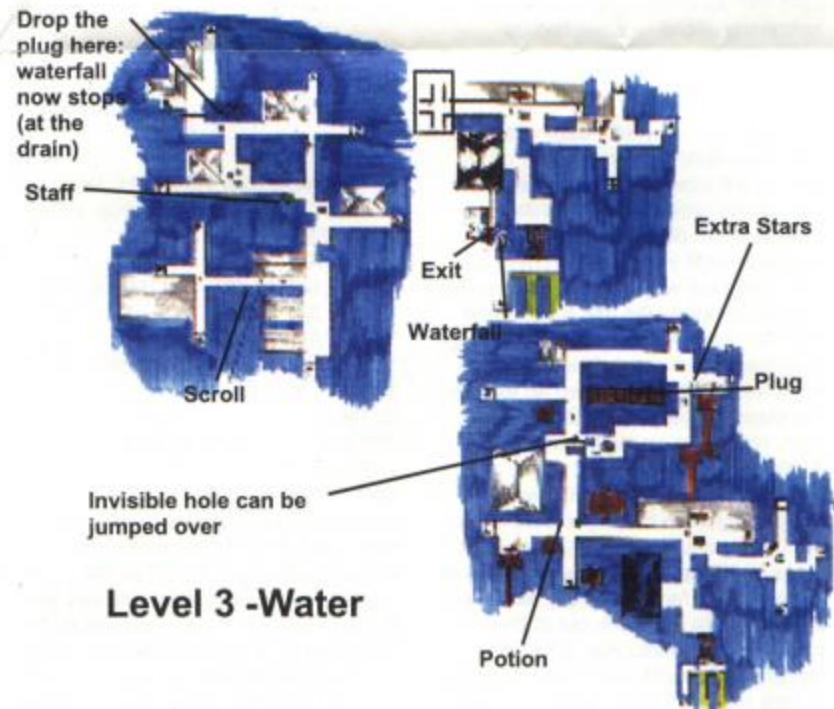 Drop the
plug here:
waterfall
now stops
(at the
drain)
Staff
Scroll
Exit
Waterfall
Extra Stars
Plug
Invisible hole can be
jumped over
Potion
Level 3 -Water